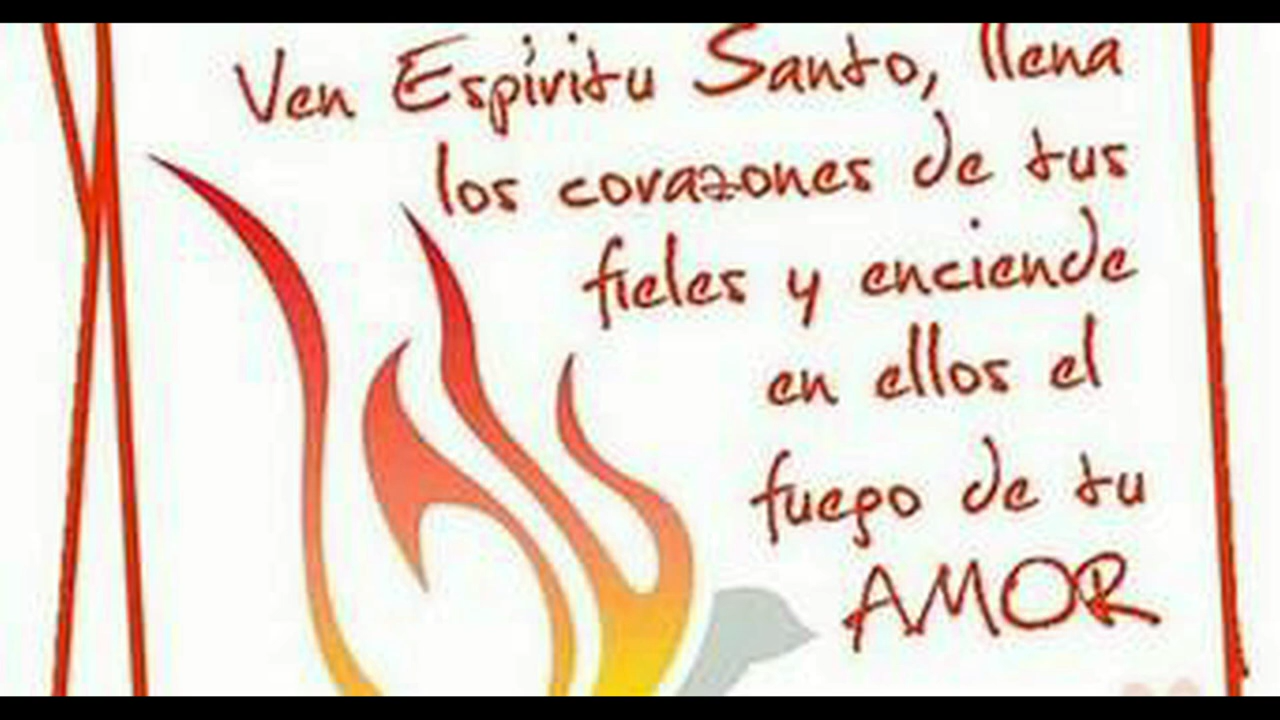 Ven Espíritu Santo, llena
los corazones de tus
fieles y enciende
en ellos el
fuego de tu
AMOR